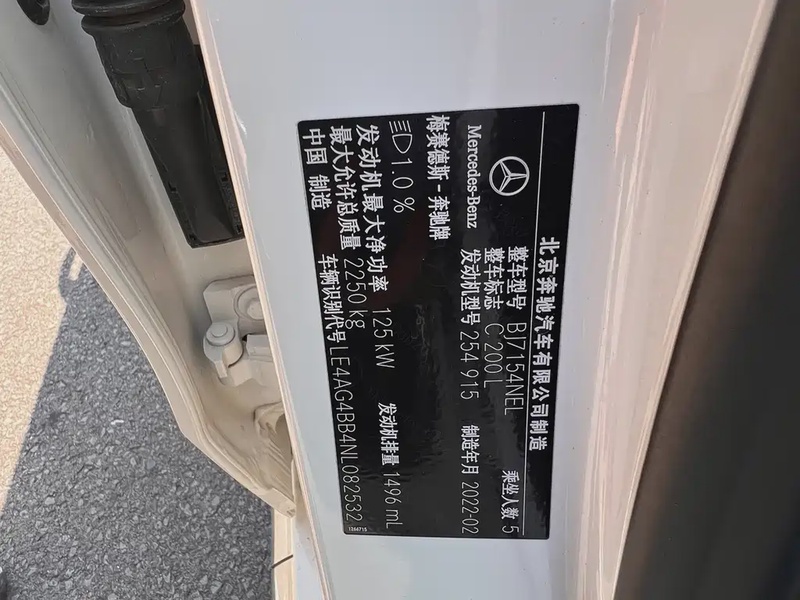 北京奔驰汽车有限公司制造
Mercedes-Benz
梅赛德斯-奔驰牌
整车型号 BJ7154NEL 乘坐人数 5
整车标志 C 200 L
发动机型号 254 915 制造年月 2022-02
1.0 %
发动机最大净功率 125 kW 发动机排量 1496 mL
最大允许总质量 2250 kg
中国 制造 车辆识别代号 LE4AG4BB4NL082532